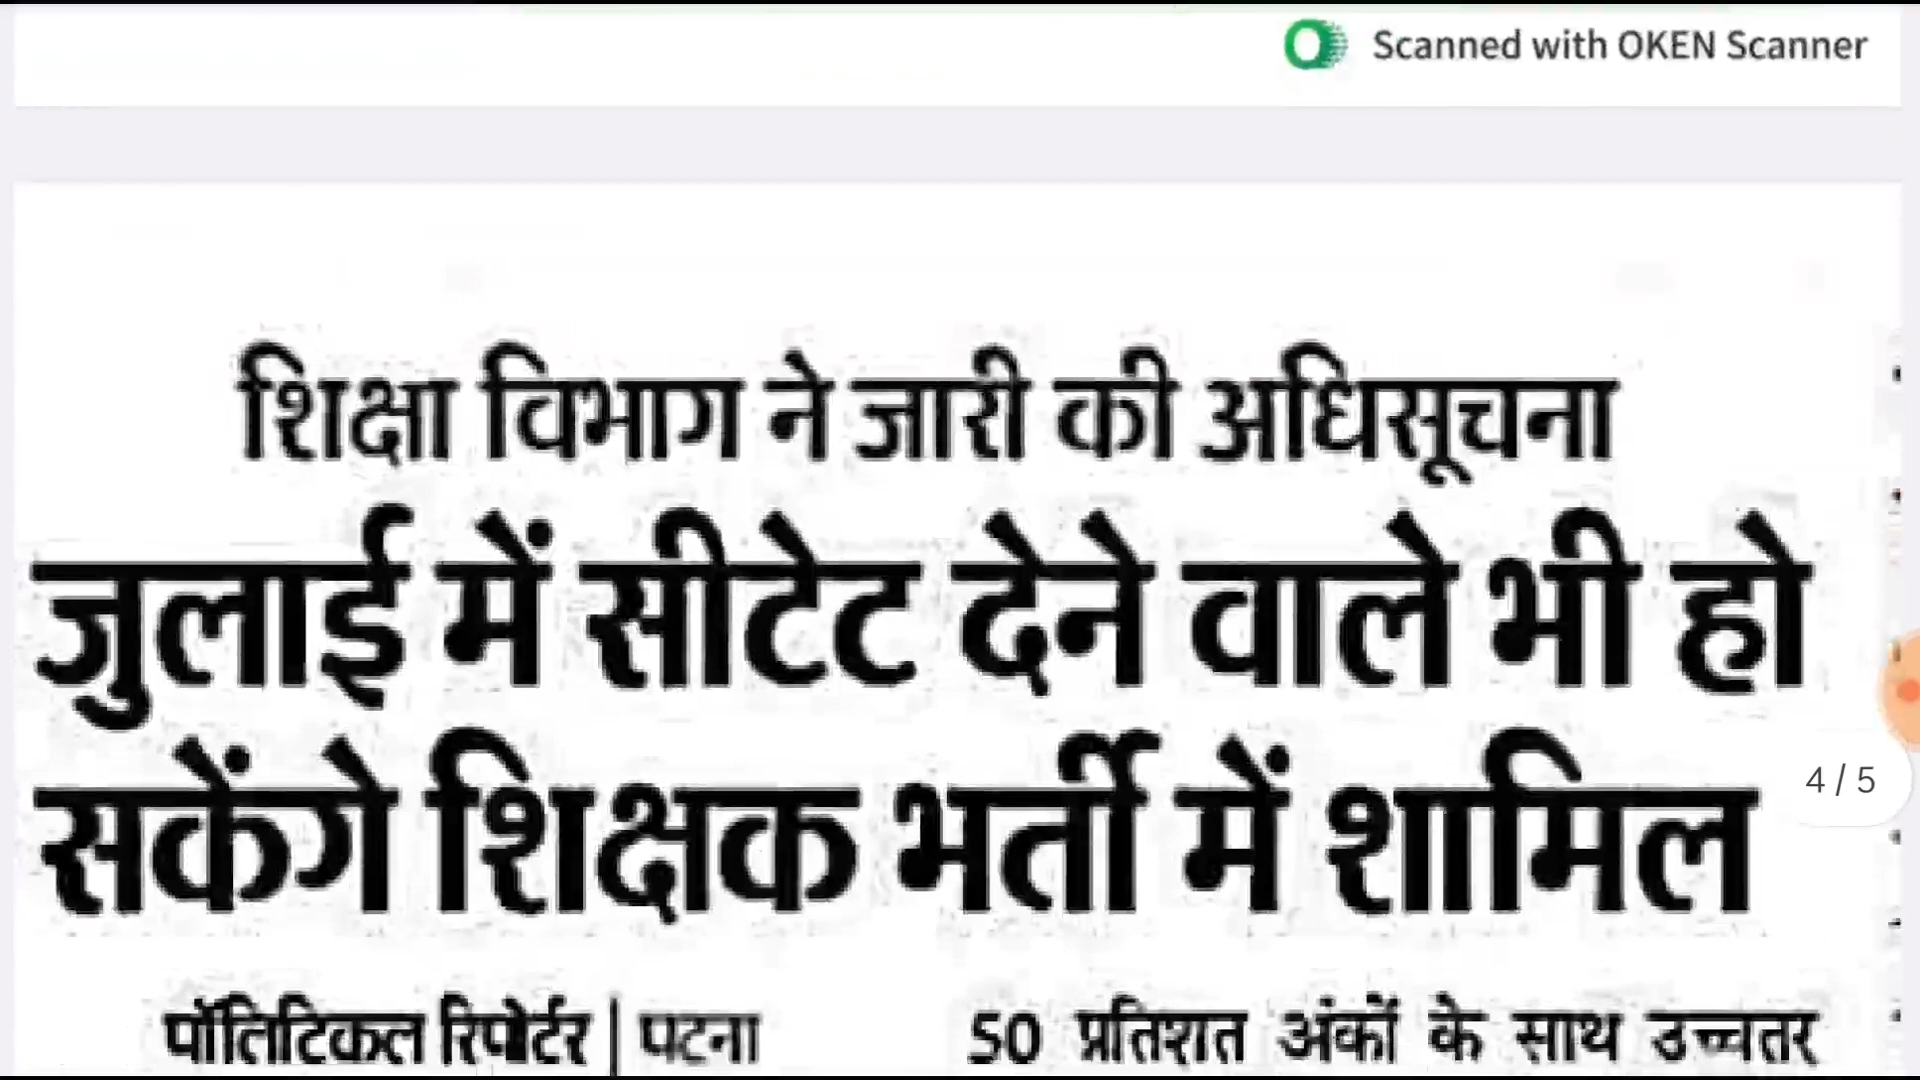 Scanned with OKEN Scanner
शिक्षा विभाग ने जारी की अधिसूचना
जुलाई में सीटेट देने वाले भी हो
सकेंगे शिक्षक भर्ती में शामिल
4 / 5
पॉलिटिकल रिपोर्टर | पटना
50 प्रतिशत अंकों के साथ उच्चतर